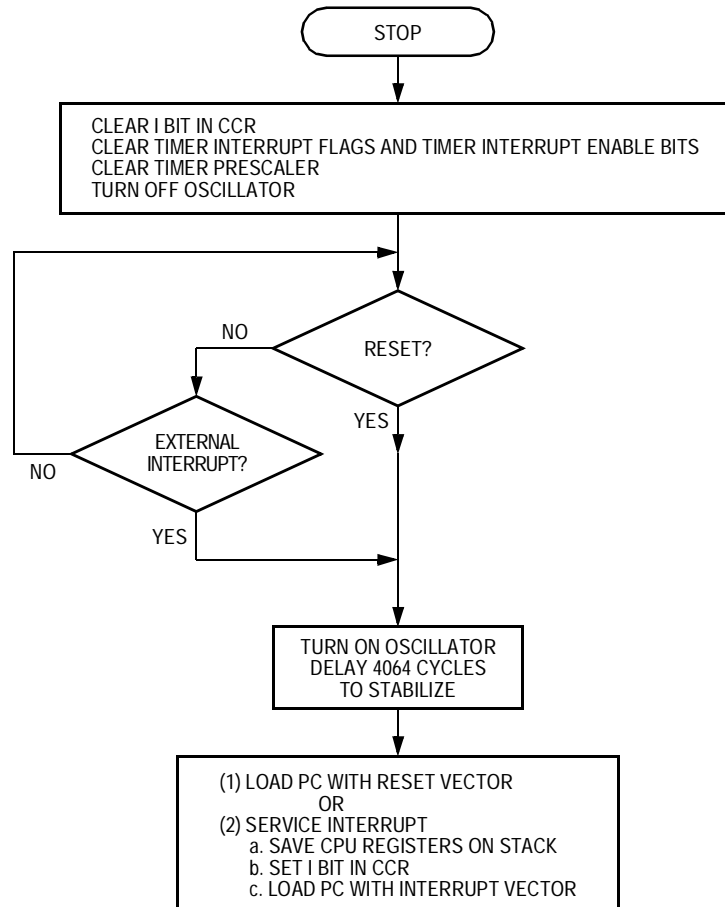 STOP
CLEAR I BIT IN CCR
CLEAR TIMER INTERRUPT FLAGS AND TIMER INTERRUPT ENABLE BITS
CLEAR TIMER PRESCALER
TURN OFF OSCILLATOR
RESET?
NO
YES
EXTERNAL
INTERRUPT?
NO
YES
TURN ON OSCILLATOR
DELAY 4064 CYCLES
TO STABILIZE
(1) LOAD PC WITH RESET VECTOR
OR
(2) SERVICE INTERRUPT
a. SAVE CPU REGISTERS ON STACK
b. SET I BIT IN CCR
c. LOAD PC WITH INTERRUPT VECTOR